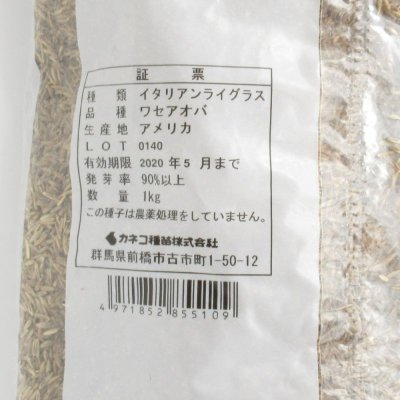 証　票
種　類　イタリアンライグラス
品　種　ワセアオバ
生 産 地　アメリカ
ＬＯＴ　0140
有効期限　2020 年 5 月まで
発 芽 率　90%以上
数　量　1kg
この種子は農薬処理をしていません。
カネコ種苗株式会社
群馬県前橋市古市町1-50-12
4 971852 855109